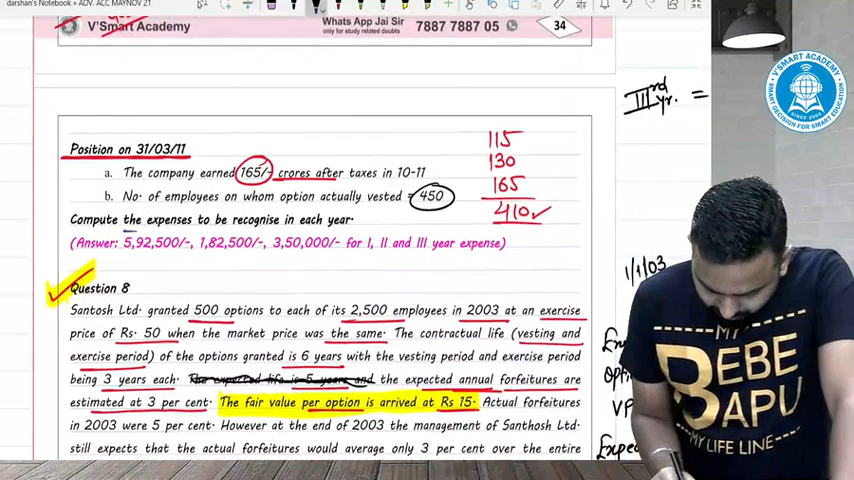 darshan's Notebook > ADV. ACC MAYNOV 21
V'Smart Academy
Whats App Jai Sir
only for study related doubts
7887 7887 05
34
Position on 31/03/11
a. The company earned 165/- crores after taxes in 10-11
b. No. of employees on whom option actually vested = 450
Compute the expenses to be recognise in each year.
(Answer: 5,92,500/-, 1,82,500/-, 3,50,000/- for I, II and III year expense)
115
130
165
410✓
IIIrd yr. =
Question 8
Santosh Ltd. granted 500 options to each of its 2,500 employees in 2003 at an exercise
price of Rs. 50 when the market price was the same. The contractual life (vesting and
exercise period) of the options granted is 6 years with the vesting period and exercise period
being 3 years each. The expected life is 5 years and the expected annual forfeitures are
estimated at 3 per cent. The fair value per option is arrived at Rs 15. Actual forfeitures
in 2003 were 5 per cent. However at the end of 2003 the management of Santhosh Ltd.
still expects that the actual forfeitures would average only 3 per cent over the entire
1/1/03
VP
V'SMART ACADEMY
SMART DECISION FOR SMART EDUCATION
SINCE-2003
MY
BEBE
BAPU
MY LIFE LINE